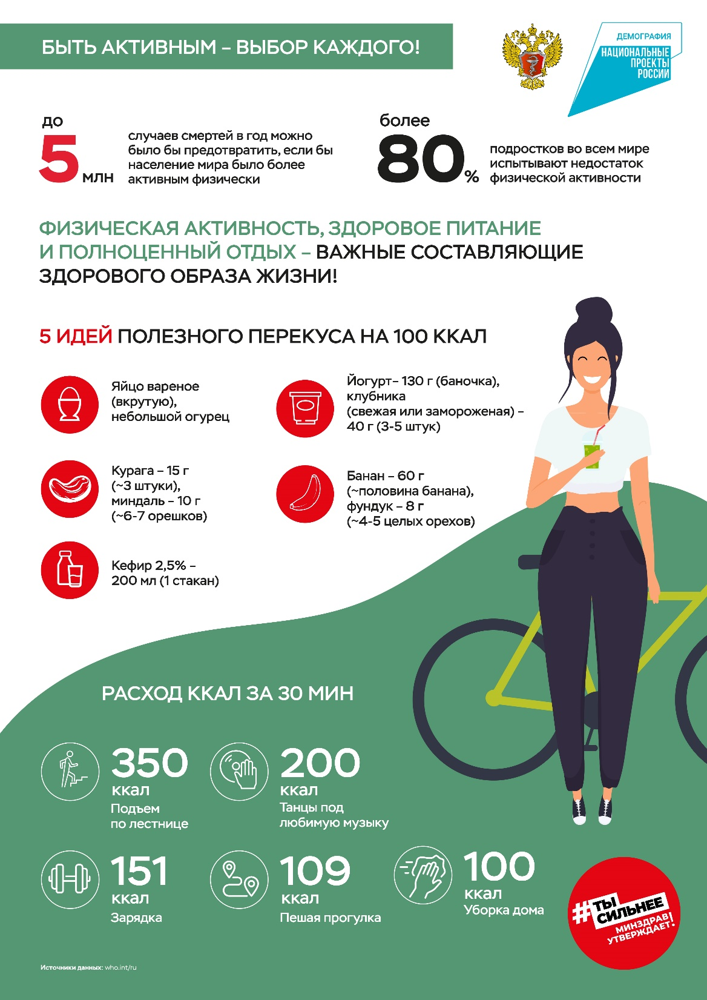 БЫТЬ АКТИВНЫМ – ВЫБОР КАЖДОГО!
ДЕМОГРАФИЯ
НАЦИОНАЛЬНЫЕ
ПРОЕКТЫ
РОССИИ
до
5 млн
случаев смертей в год можно
было бы предотвратить, если бы
население мира было более
активным физически
более
80%
подростков во всем мире
испытывают недостаток
физической активности
ФИЗИЧЕСКАЯ АКТИВНОСТЬ, ЗДОРОВОЕ ПИТАНИЕ
И ПОЛНОЦЕННЫЙ ОТДЫХ – ВАЖНЫЕ СОСТАВЛЯЮЩИЕ
ЗДОРОВОГО ОБРАЗА ЖИЗНИ!
5 ИДЕЙ ПОЛЕЗНОГО ПЕРЕКУСА НА 100 ККАЛ
Яйцо вареное
(вкрутую),
небольшой огурец
Йогурт– 130 г (баночка),
клубника
(свежая или замороженая) –
40 г (3-5 штук)
Курага – 15 г
(~3 штуки),
миндаль – 10 г
(~6-7 орешков)
Банан – 60 г
(~половина банана),
фундук – 8 г
(~4-5 целых орехов)
Кефир 2,5% –
200 мл (1 стакан)
РАСХОД ККАЛ ЗА 30 МИН
350
ккал
Подъем
по лестнице
200
ккал
Танцы под
любимую музыку
151
ккал
Зарядка
109
ккал
Пешая прогулка
100
ккал
Уборка дома
#ТЫ
СИЛЬНЕЕ
МИНЗДРАВ
УТВЕРЖДАЕТ!
Источники данных: who.int/ru